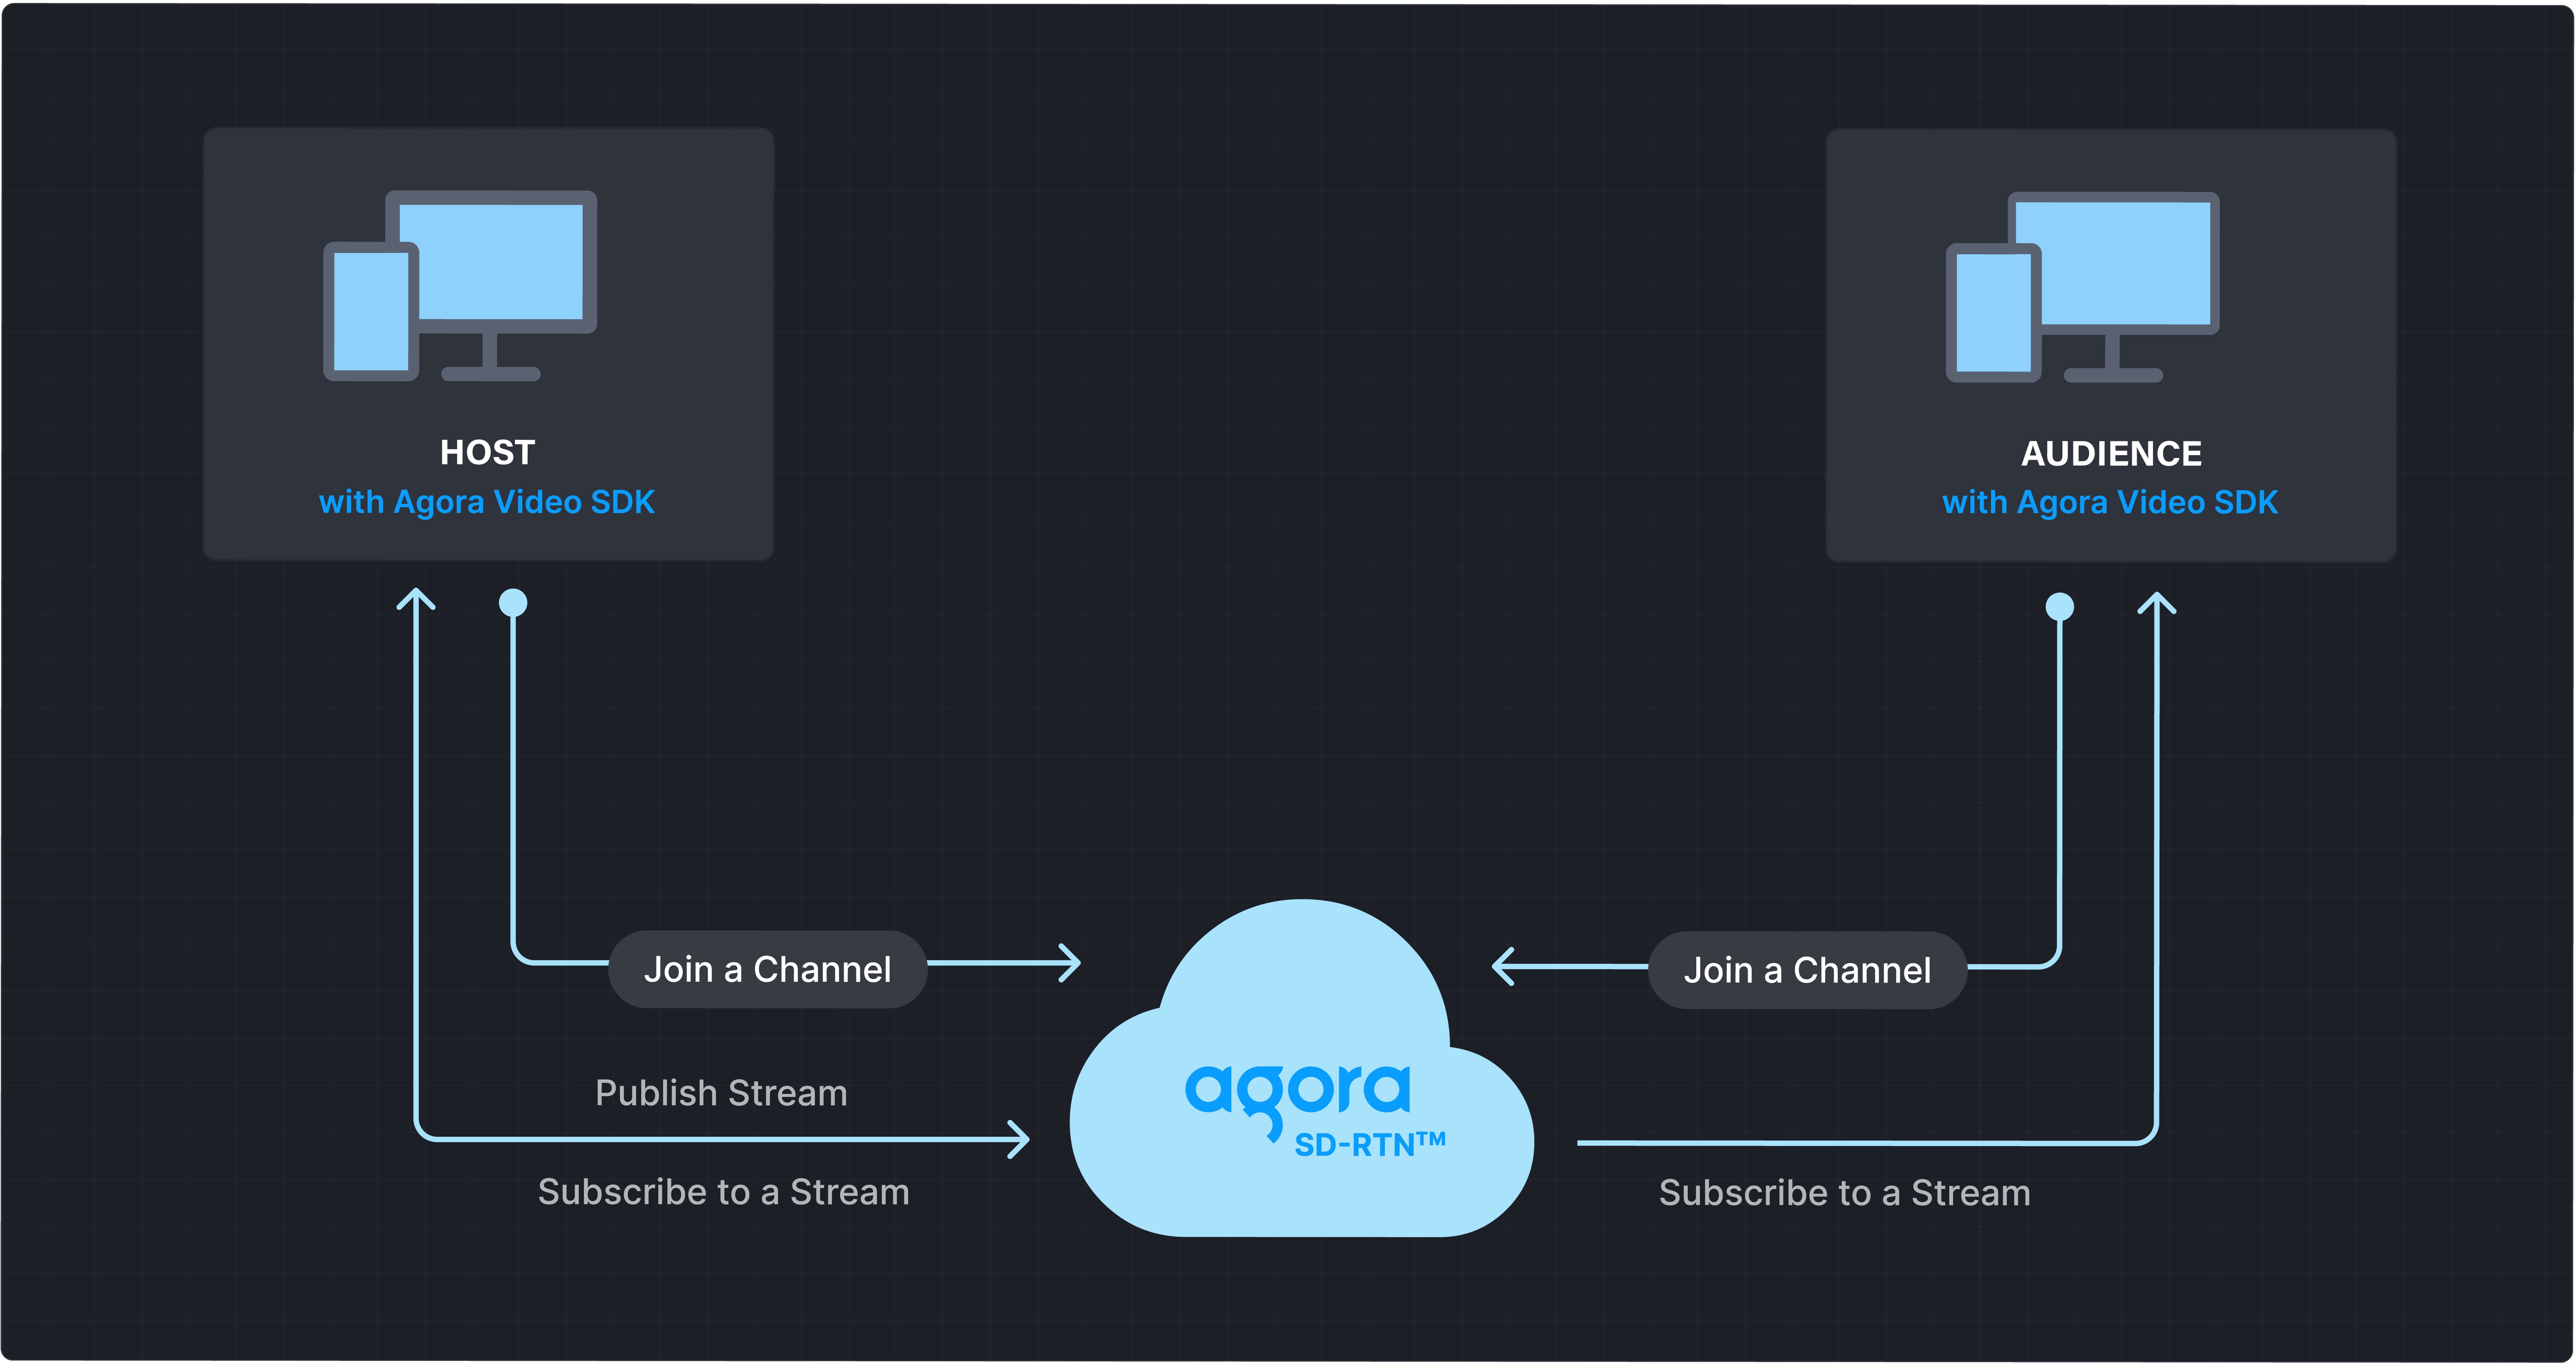 HOST
with Agora Video SDK
AUDIENCE
with Agora Video SDK
Join a Channel
Join a Channel
Publish Stream
Subscribe to a Stream
agora
SD-RTN™
Subscribe to a Stream